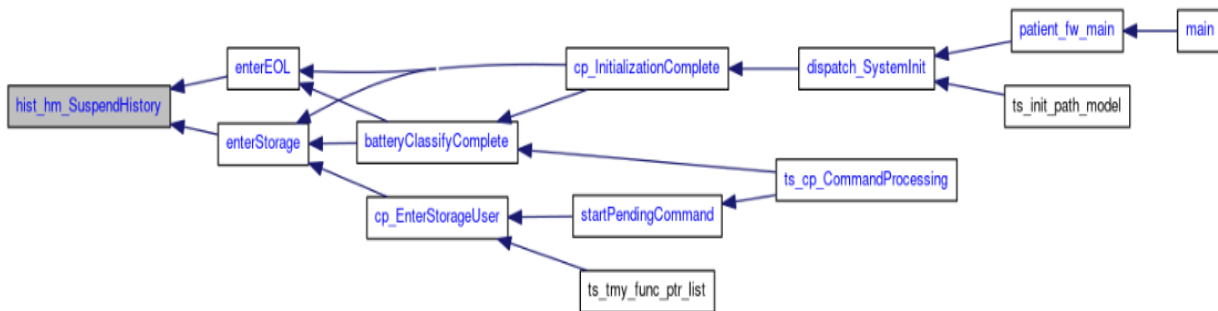 patient_fw_main
main
enterEOL
cp_InitializationComplete
dispatch_SystemInit
hist_hm_SuspendHistory
ts_init_path_model
enterStorage
batteryClassifyComplete
ts_cp_CommandProcessing
cp_EnterStorageUser
startPendingCommand
ts_tmy_func_ptr_list